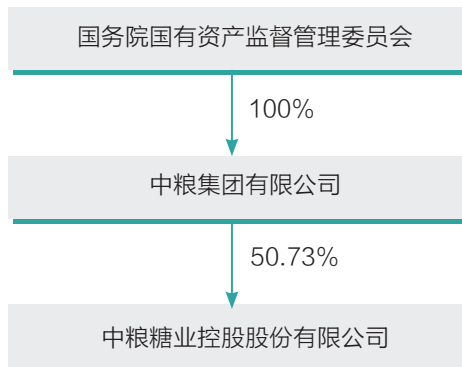 国务院国有资产监督管理委员会
100%
中粮集团有限公司
50.73%
中粮糖业控股股份有限公司